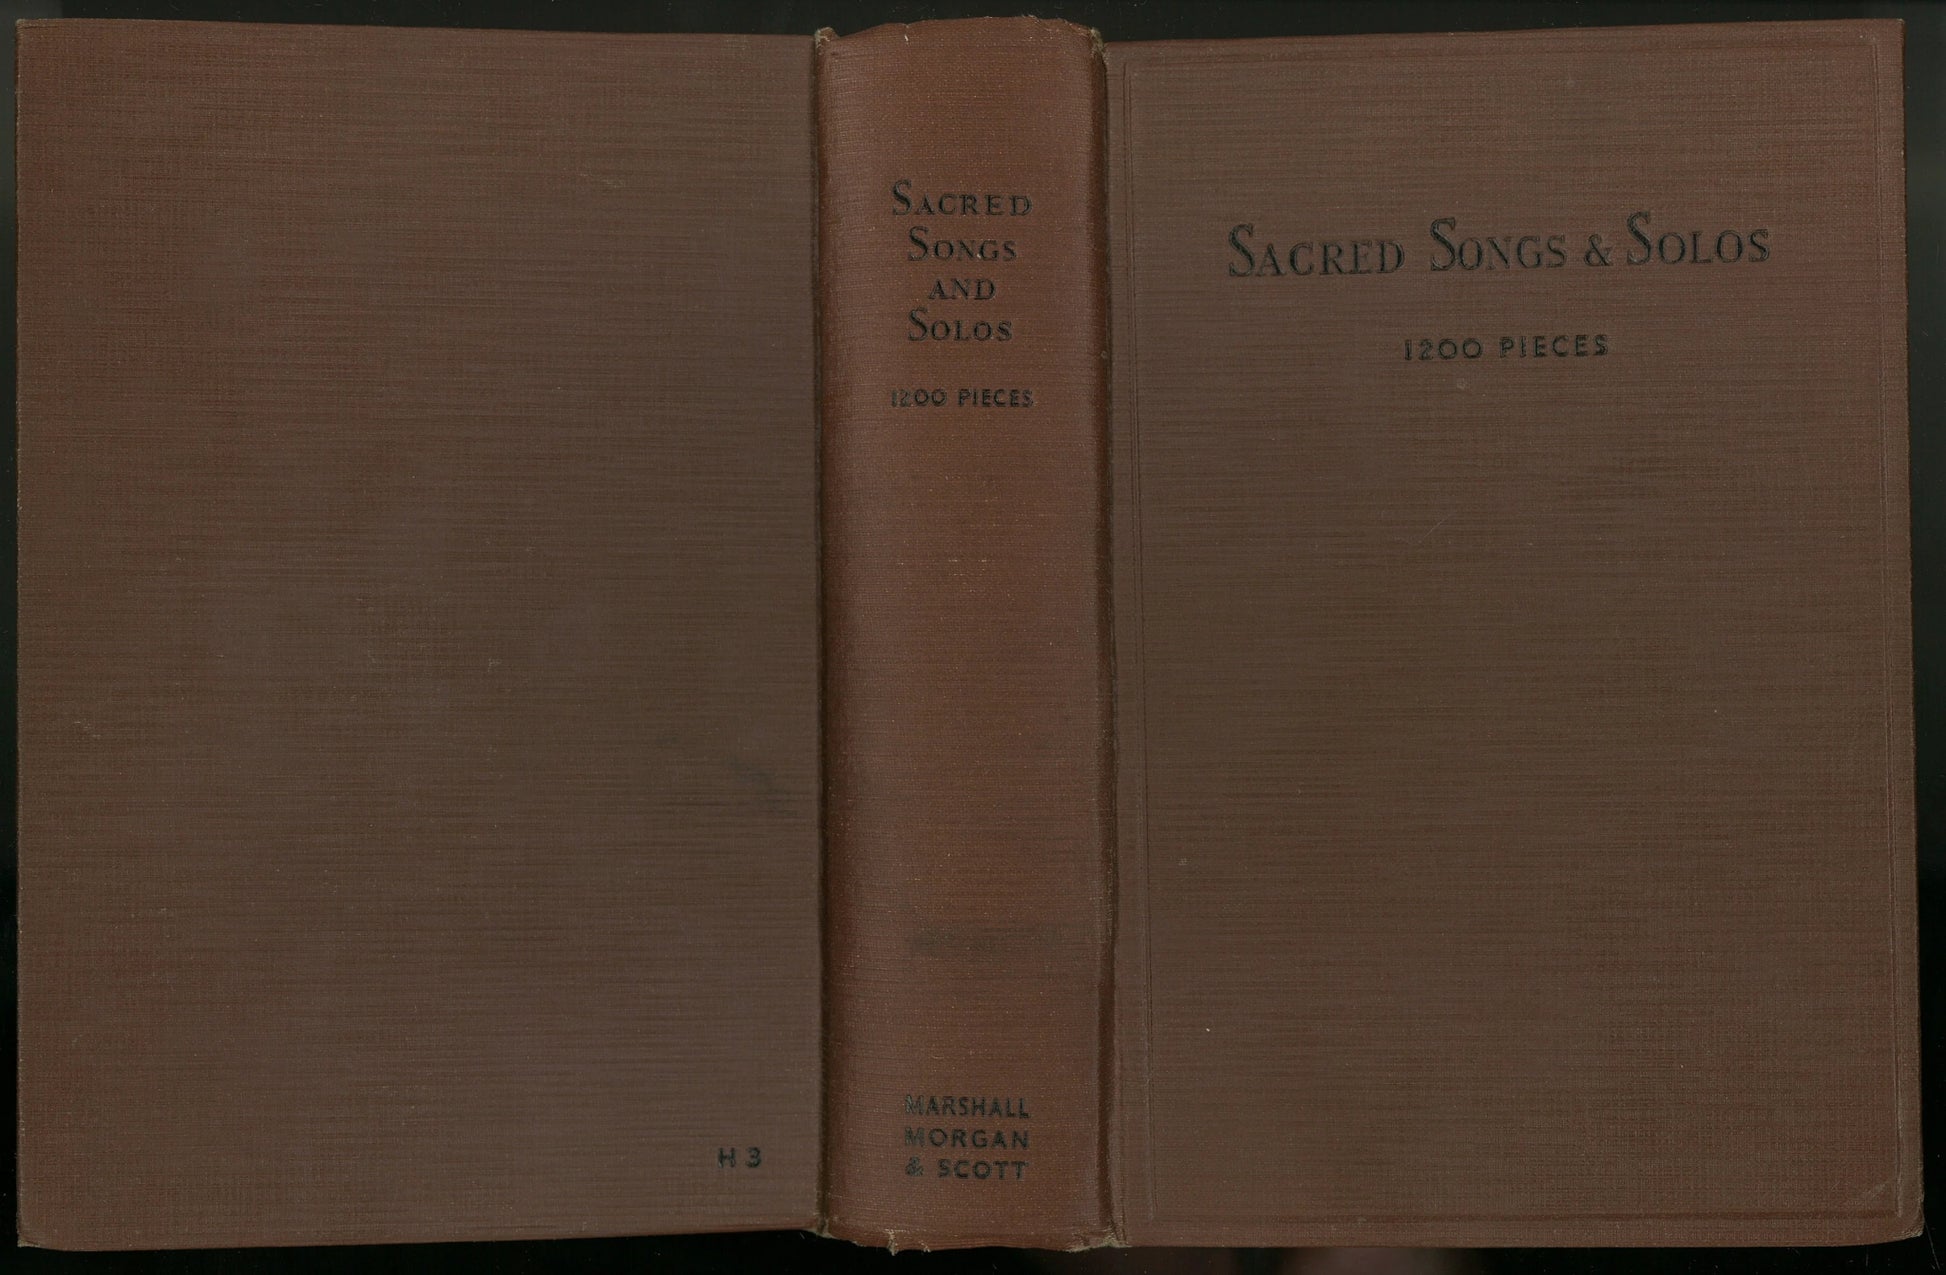 H 3
SACRED
SONGS
AND
SOLOS
1200 PIECES
MARSHALL
MORGAN
& SCOTT
SACRED SONGS & SOLOS
1200 PIECES